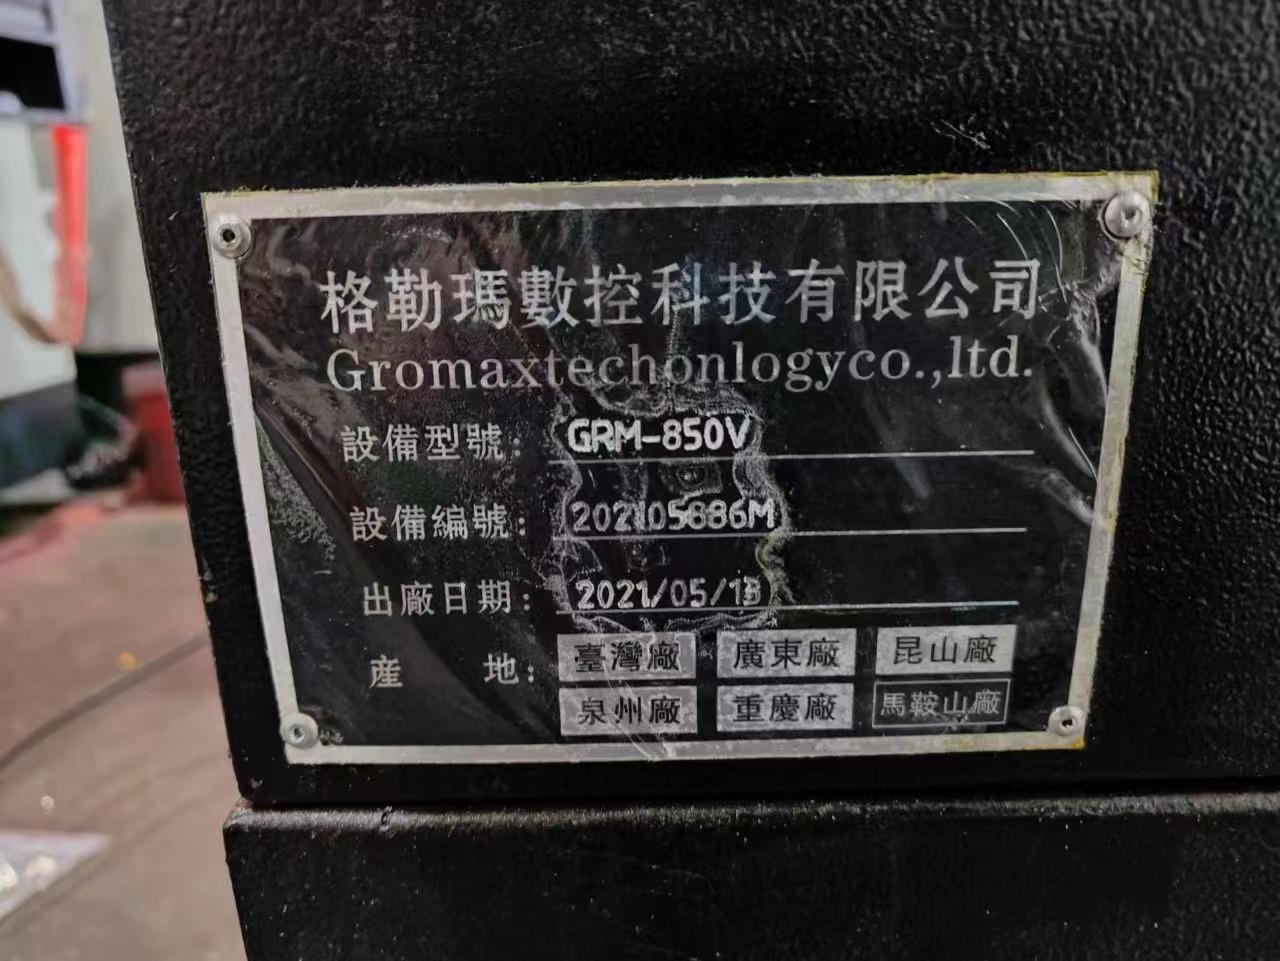 格勒瑪數控科技有限公司
Gromaxtechonlogyco.,ltd.
設備型號: GRM-850V
設備編號: 202105886M
出廠日期: 2021/05/13
産 地: 臺灣廠 廣東廠 昆山廠
泉州廠 重慶廠 馬鞍山廠